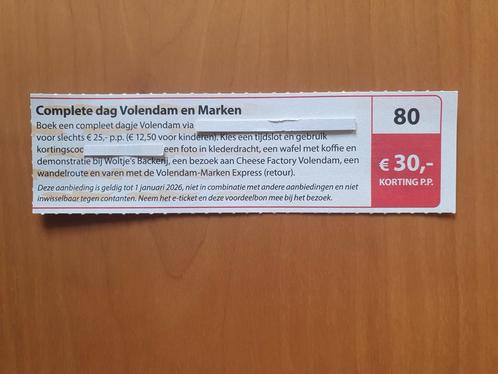 Complete dag Volendam en Marken
Boek een compleet dagje Volendam via
voor slechts € 25,- p.p. (€ 12,50 voor kinderen). Kies een tijdslot en gebruik
kortingscoc een foto in klederdracht, een wafel met koffie en
demonstratie bij Woltje's Backerij, een bezoek aan Cheese Factory Volendam, een
wandelroute en varen met de Volendam-Marken Express (retour).
Deze aanbieding is geldig tot 1 januari 2026, niet in combinatie met andere aanbiedingen en niet
inwisselbaar tegen contanten. Neem het e-ticket en deze voordeelbon mee bij het bezoek.
80
€ 30,-
KORTING P.P.